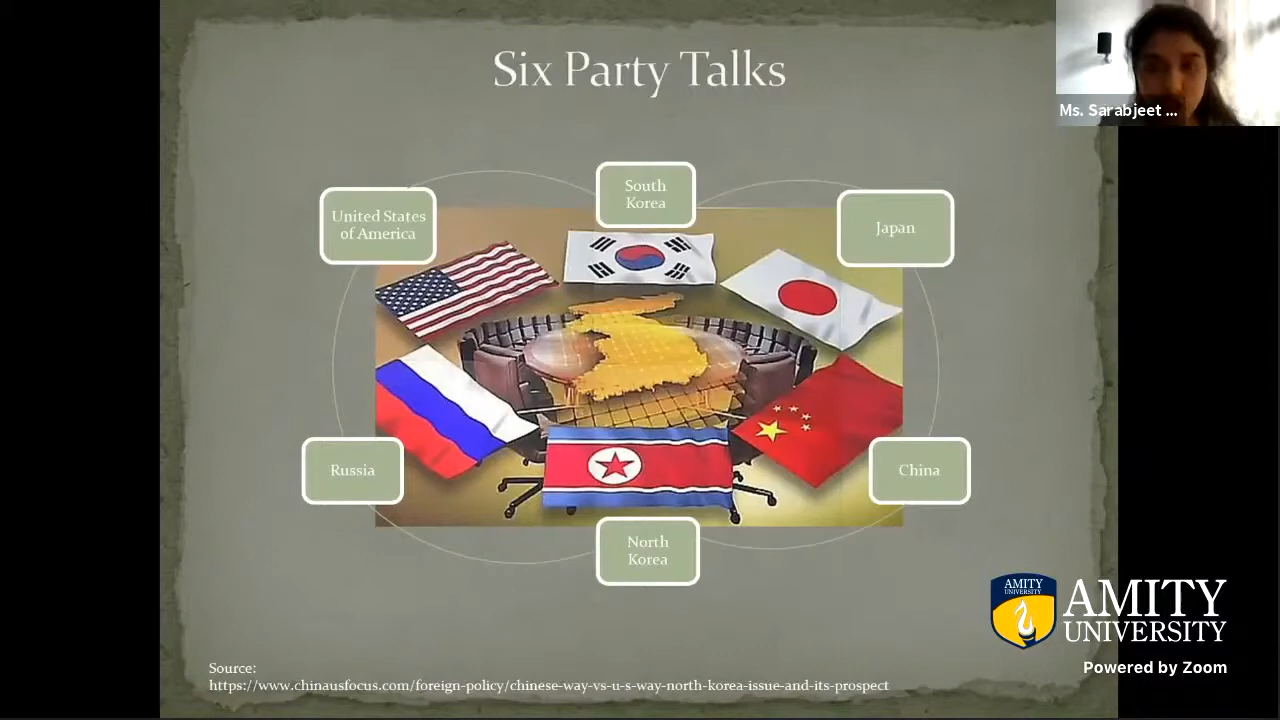 Six Party Talks
Ms. Sarabjeet ...
South
Korea
United States
of America
Japan
Russia
China
North
Korea
AMITY
UNIVERSITY
AMITY
UNIVERSITY
Powered by Zoom
Source:
https://www.chinausfocus.com/foreign-policy/chinese-way-vs-u-s-way-north-korea-issue-and-its-prospect